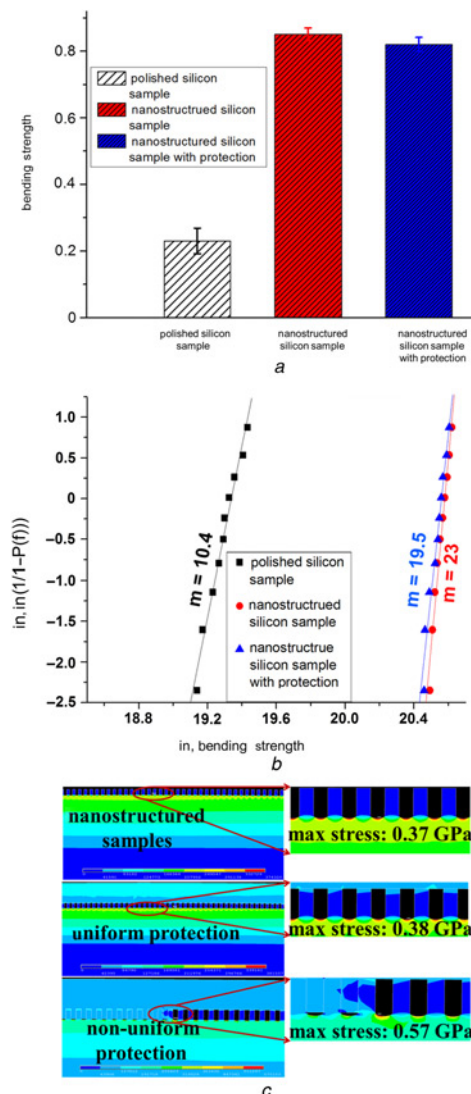 a
0.8
0.6
0.4
0.2
0
bending strength
polished silicon
sample
nanostructrued silicon
sample
nanostructured silicon
sample with protection
polished silicon
sample
nanostructured
silicon sample
nanostructured
silicon sample
with protection
a
1.0
0.5
0
−0.5
−0.5
−1.0
−1.5
−2.0
−2.5
in, in(1/1−P(f)))
m = 10.4
m = 19.5
m = 23
polished silicon
sample
nanostructrued
silicon sample
nanostructrue
silicon sample
with protection
18.8
19.2
19.6
20.0
20.4
in, bending strength
b
nanostructured
samples
max stress: 0.37 GPa
uniform protection
max stress: 0.38 GPa
non-uniform
protection
max stress: 0.57 GPa
c